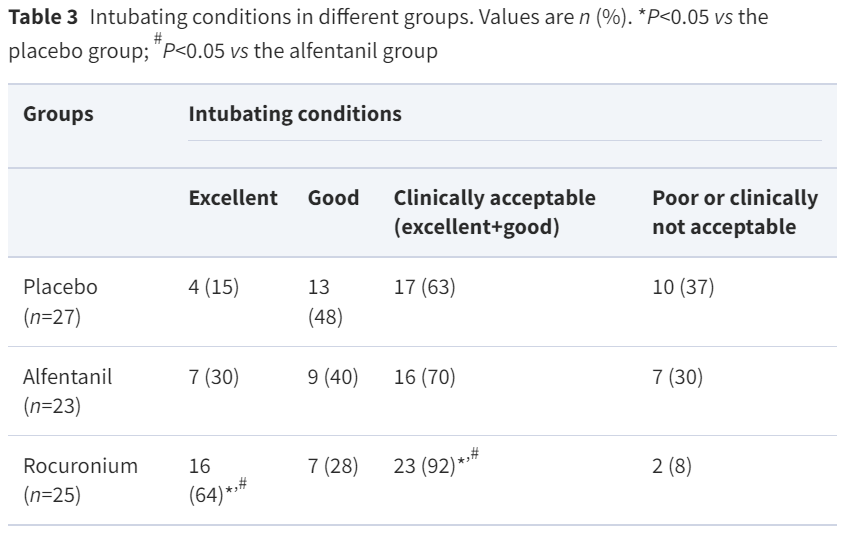 Table 3 Intubating conditions in different groups. Values are n (%). *P<0.05 vs the
placebo group; #P<0.05 vs the alfentanil group
Groups Intubating conditions
Excellent Good Clinically acceptable (excellent+good) Poor or clinically not acceptable
Placebo (n=27) 4 (15) 13 (48) 17 (63) 10 (37)
Alfentanil (n=23) 7 (30) 9 (40) 16 (70) 7 (30)
Rocuronium (n=25) 16 (64)*,# 7 (28) 23 (92)*,# 2 (8)